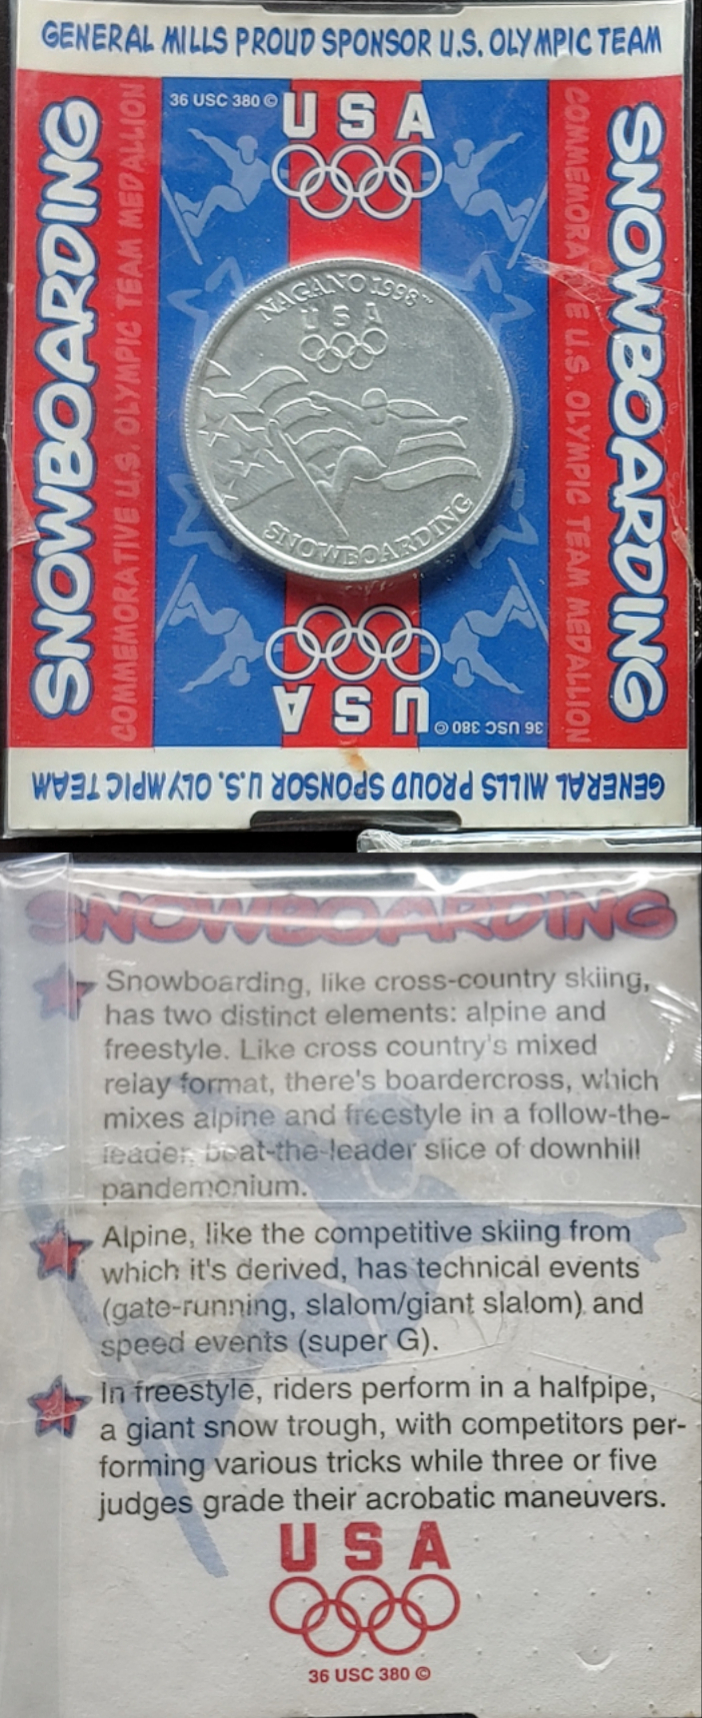 GENERAL MILLS PROUD SPONSOR U.S. OLYMPIC TEAM
36 USC 380 ©
USA
SNOWBOARDING
COMMEMORATIVE U.S. OLYMPIC TEAM MEDALLION
NAGANO 1998™
USA
SNOWBOARDING
COMMEMORATIVE U.S. OLYMPIC TEAM MEDALLION
SNOWBOARDING
USA
36 USC 380 ©
GENERAL MILLS PROUD SPONSOR U.S. OLYMPIC TEAM
SNOWBOARDING
Snowboarding, like cross-country skiing,
has two distinct elements: alpine and
freestyle. Like cross country's mixed
relay format, there's boardercross, which
mixes alpine and freestyle in a follow-the-
leader, beat-the-leader slice of downhill
pandemonium.
Alpine, like the competitive skiing from
which it's derived, has technical events
(gate-running, slalom/giant slalom) and
speed events (super G).
In freestyle, riders perform in a halfpipe,
a giant snow trough, with competitors per-
forming various tricks while three or five
judges grade their acrobatic maneuvers.
USA
36 USC 380 ©